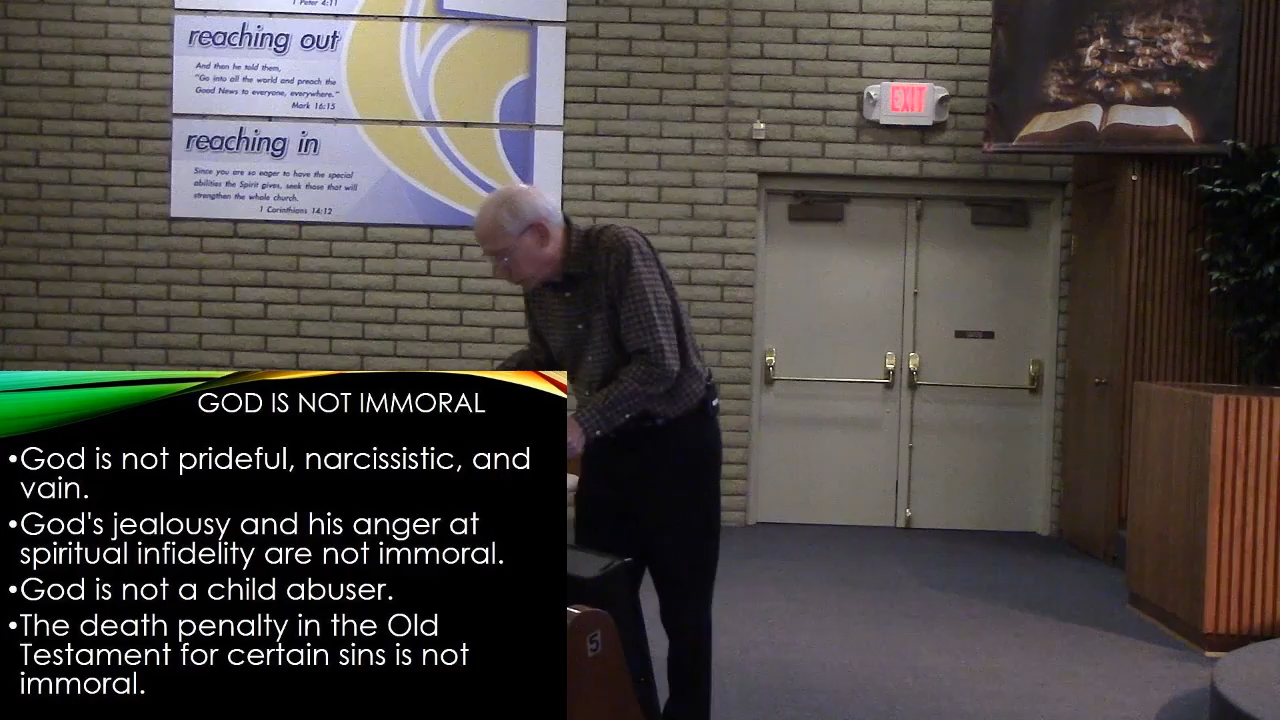 1 Peter 4:11
reaching out
And then he told them,
"Go into all the world and preach the
Good News to everyone, everywhere."
Mark 16:15
reaching in
Since you are so eager to have the special
abilities the Spirit gives, seek those that will
strengthen the whole church.
1 Corinthians 14:12
EXIT
GOD IS NOT IMMORAL
•God is not prideful, narcissistic, and
vain.
•God's jealousy and his anger at
spiritual infidelity are not immoral.
•God is not a child abuser.
•The death penalty in the Old
Testament for certain sins is not
immoral.
5